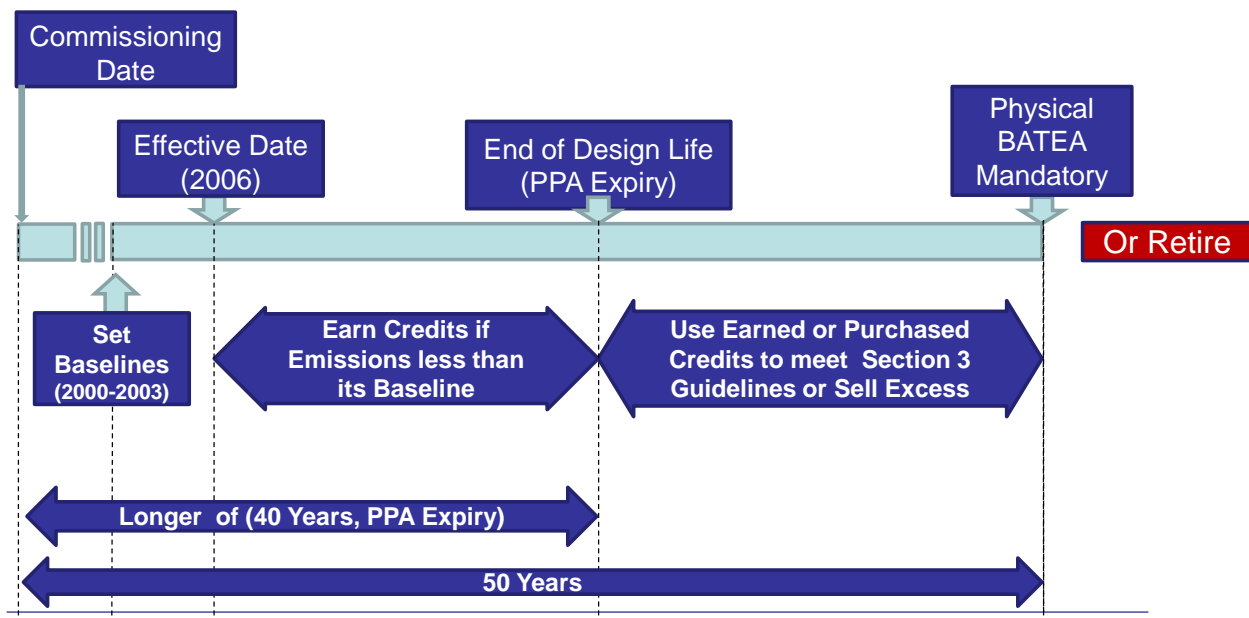 Commissioning
Date
Effective Date
(2006)
End of Design Life
(PPA Expiry)
Physical
BATEA
Mandatory
Or Retire
Set
Baselines
(2000-2003)
Earn Credits if
Emissions less than
its Baseline
Use Earned or Purchased
Credits to meet Section 3
Guidelines or Sell Excess
Longer of (40 Years, PPA Expiry)
50 Years